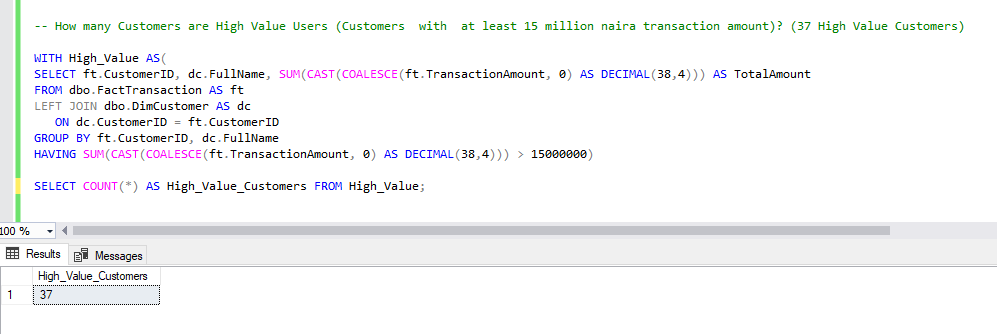 -- How many Customers are High Value Users (Customers  with  at least 15 million naira transaction amount)? (37 High Value Customers)
WITH High_Value AS(
SELECT ft.CustomerID, dc.FullName, SUM(CAST(COALESCE(ft.TransactionAmount, 0) AS DECIMAL(38,4))) AS TotalAmount
FROM dbo.FactTransaction AS ft
LEFT JOIN dbo.DimCustomer AS dc
   ON dc.CustomerID = ft.CustomerID
GROUP BY ft.CustomerID, dc.FullName
HAVING SUM(CAST(COALESCE(ft.TransactionAmount, 0) AS DECIMAL(38,4))) > 15000000)
SELECT COUNT(*) AS High_Value_Customers FROM High_Value;
100 %
Results Messages
High_Value_Customers
1 37